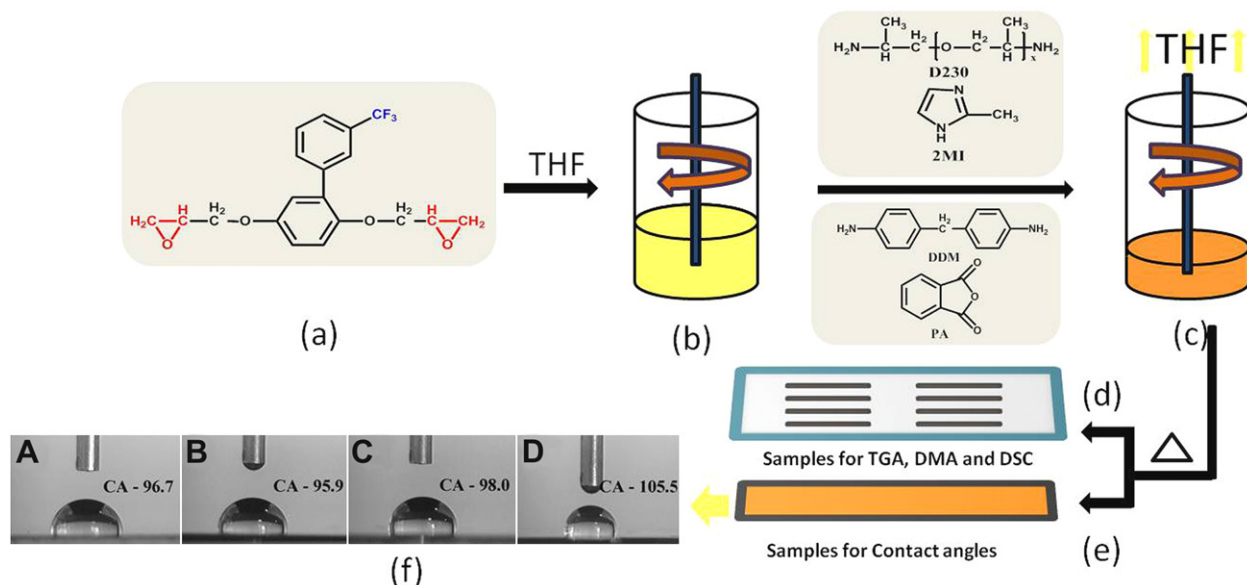 CF₃
H₂C
H
C
H₂
C
O
O
H₂
C
H
C
CH₂
O
O
(a)
THF
(b)
CH₃
H₂N
C
H
C
H₂
O
C
H₂
CH₃
C
H
x
NH₂
D230
N
N
H
CH₃
2MI
H₂N
H₂
C
NH₂
DDM
O
O
O
PA
THF
(c)
(d)
Samples for TGA, DMA and DSC
(e)
Samples for Contact angles
A
CA - 96.7
B
CA - 95.9
C
CA - 98.0
D
CA - 105.5
(f)